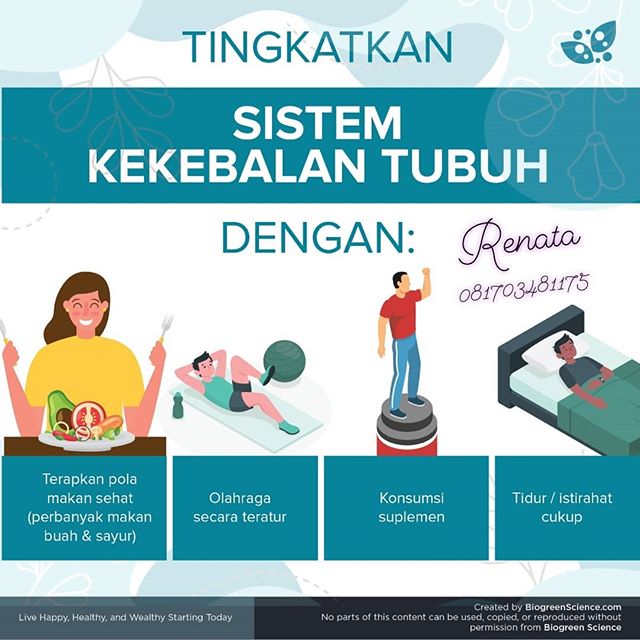 TINGKATKAN
SISTEM
KEKEBALAN TUBUH
DENGAN:
Renata
081703481175
Terapkan pola
makan sehat
(perbanyak makan
buah & sayur)
Olahraga
secara teratur
Konsumsi
suplemen
Tidur / istirahat
cukup
Live Happy, Healthy, and Wealthy Starting Today
Created by BiogreenScience.com
No parts of this content can be used, copied, or reproduced without
permission from Biogreen Science